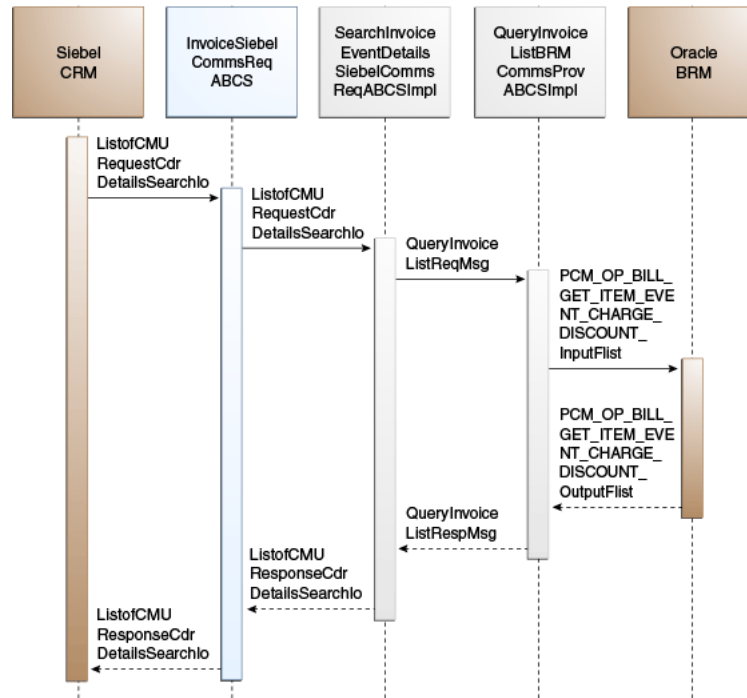 Siebel
CRM
InvoiceSiebel
CommsReq
ABCS
SearchInvoice
EventDetails
SiebelComms
ReqABCSImpl
QueryInvoice
ListBRM
CommsProv
ABCSImpl
Oracle
BRM
ListofCMU
RequestCdr
DetailsSearchIo
ListofCMU
RequestCdr
DetailsSearchIo
QueryInvoice
ListReqMsg
PCM_OP_BILL_
GET_ITEM_EVE
NT_CHARGE_
DISCOUNT_
InputFlist
PCM_OP_BILL_
GET_ITEM_EVE
NT_CHARGE_
DISCOUNT_
OutputFlist
QueryInvoice
ListRespMsg
ListofCMU
ResponseCdr
DetailsSearchIo
ListofCMU
ResponseCdr
DetailsSearchIo